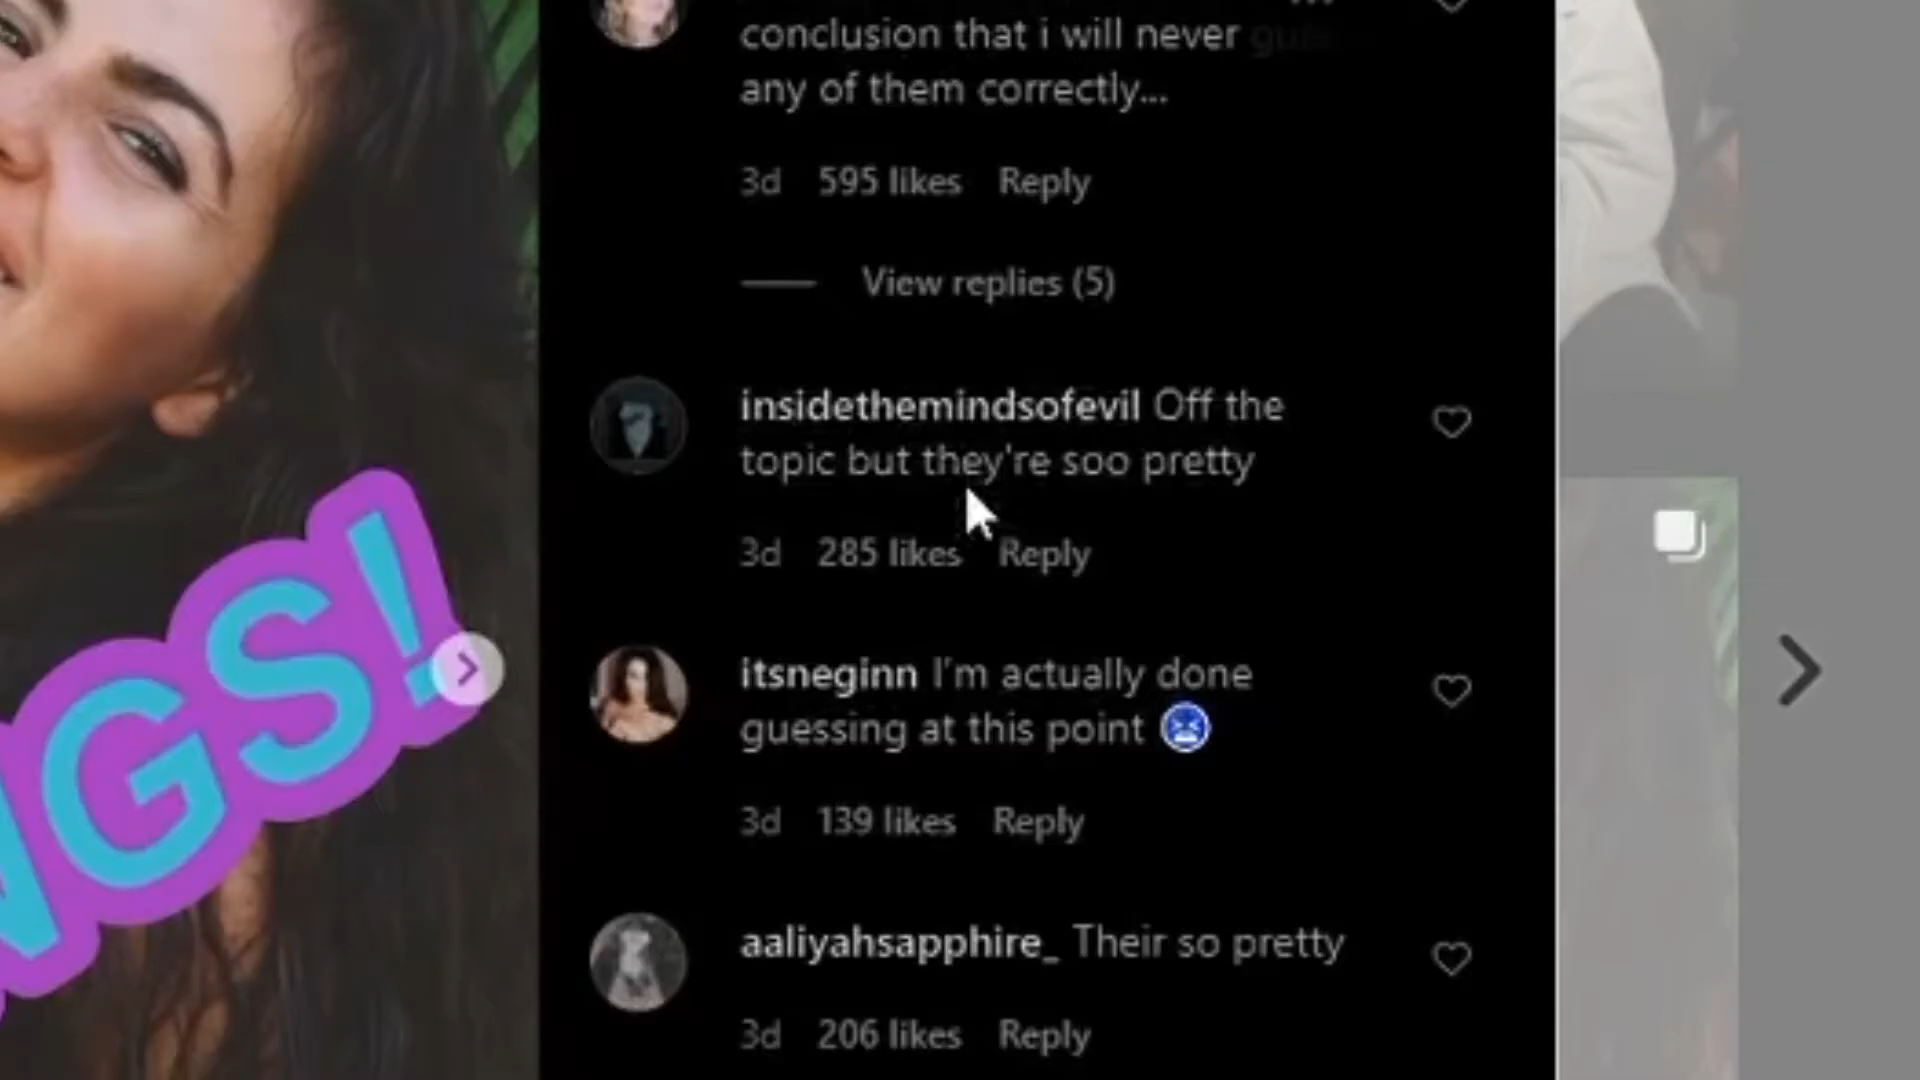 conclusion that i will never
any of them correctly...
3d 595 likes Reply
View replies (5)
insidethemindsofevil Off the
topic but they're soo pretty
3d 285 likes Reply
itsneginn I'm actually done
guessing at this point
3d 139 likes Reply
aaliyahsapphire_ Their so pretty
3d 206 likes Reply
NGS!